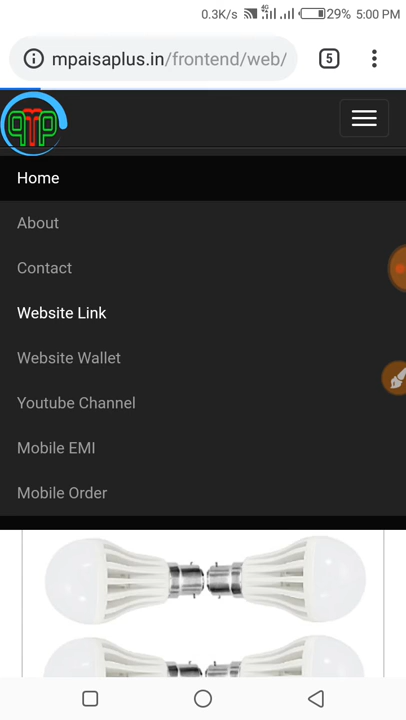 0.3K/s 4G 29% 5:00 PM
mpaisaplus.in/frontend/web/ 5
Home
About
Contact
Website Link
Website Wallet
Youtube Channel
Mobile EMI
Mobile Order